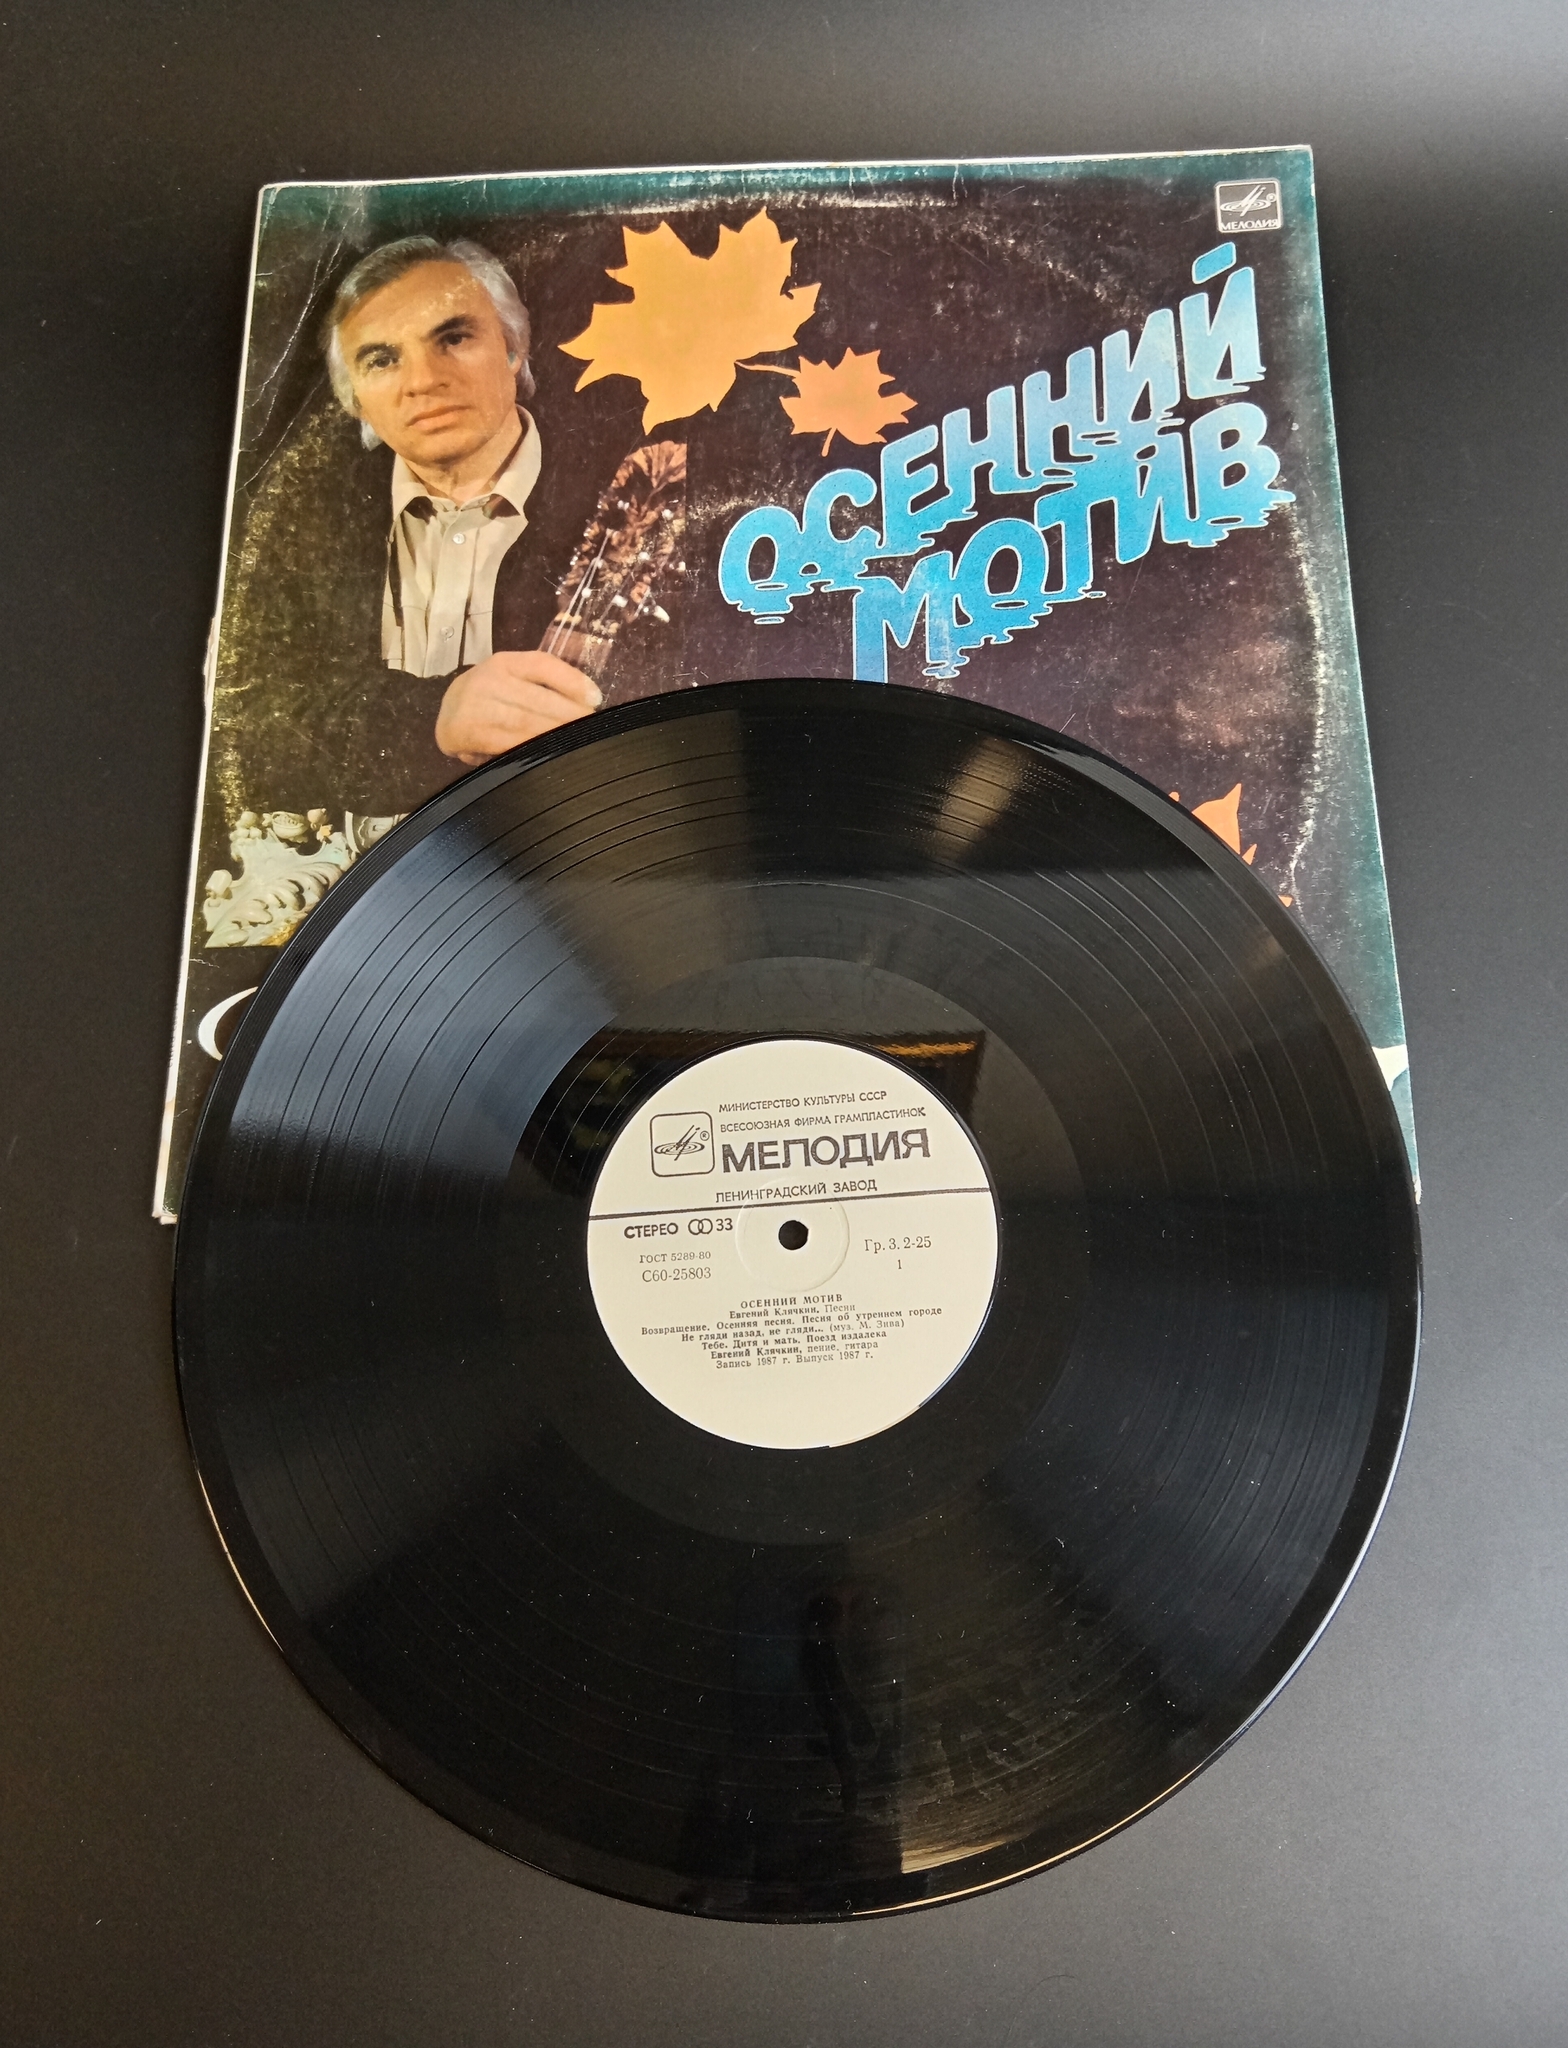 МЕЛОДИЯ
ОСЕННИЙ
МОТИВ
МИНИСТЕРСТВО КУЛЬТУРЫ СССР
ВСЕСОЮЗНАЯ ФИРМА ГРАМПЛАСТИНОК
МЕЛОДИЯ
ЛЕНИНГРАДСКИЙ ЗАВОД
СТЕРЕО 33
ГОСТ 5289-80
С60-25803
Гр. 3. 2-25
1
ОСЕННИЙ МОТИВ
Евгений Клячкин. Песни
Возвращение. Осенняя песня. Песня об утреннем городе
Не гляди назад, не гляди... (муз. М. Зива)
Тебе. Дитя и мать. Поезд издалека
Евгений Клячкин, пение, гитара
Запись 1987 г. Выпуск 1987 г.